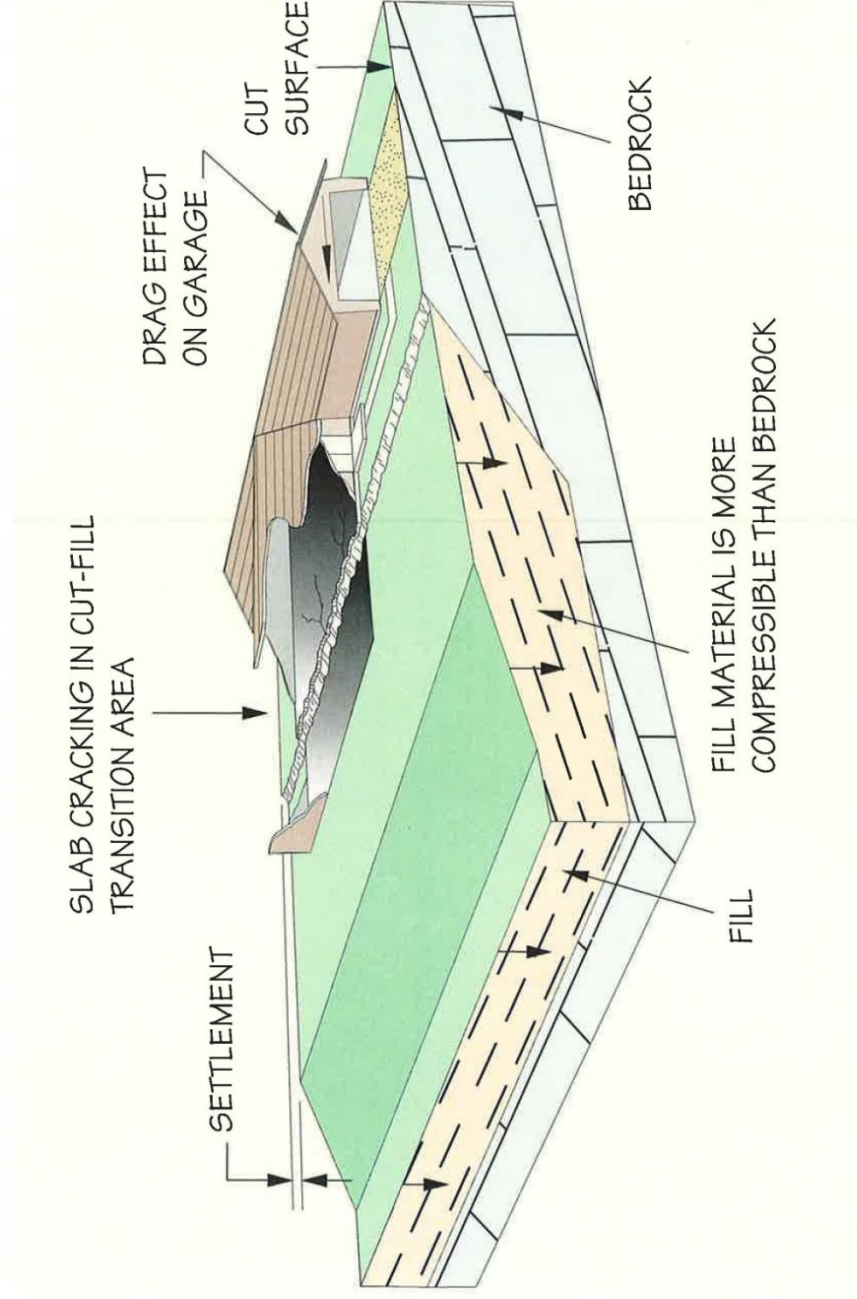 SETTLEMENT
SLAB CRACKING IN CUT-FILL
TRANSITION AREA
DRAG EFFECT
ON GARAGE
CUT
SURFACE
FILL
FILL MATERIAL IS MORE
COMPRESSIBLE THAN BEDROCK
BEDROCK